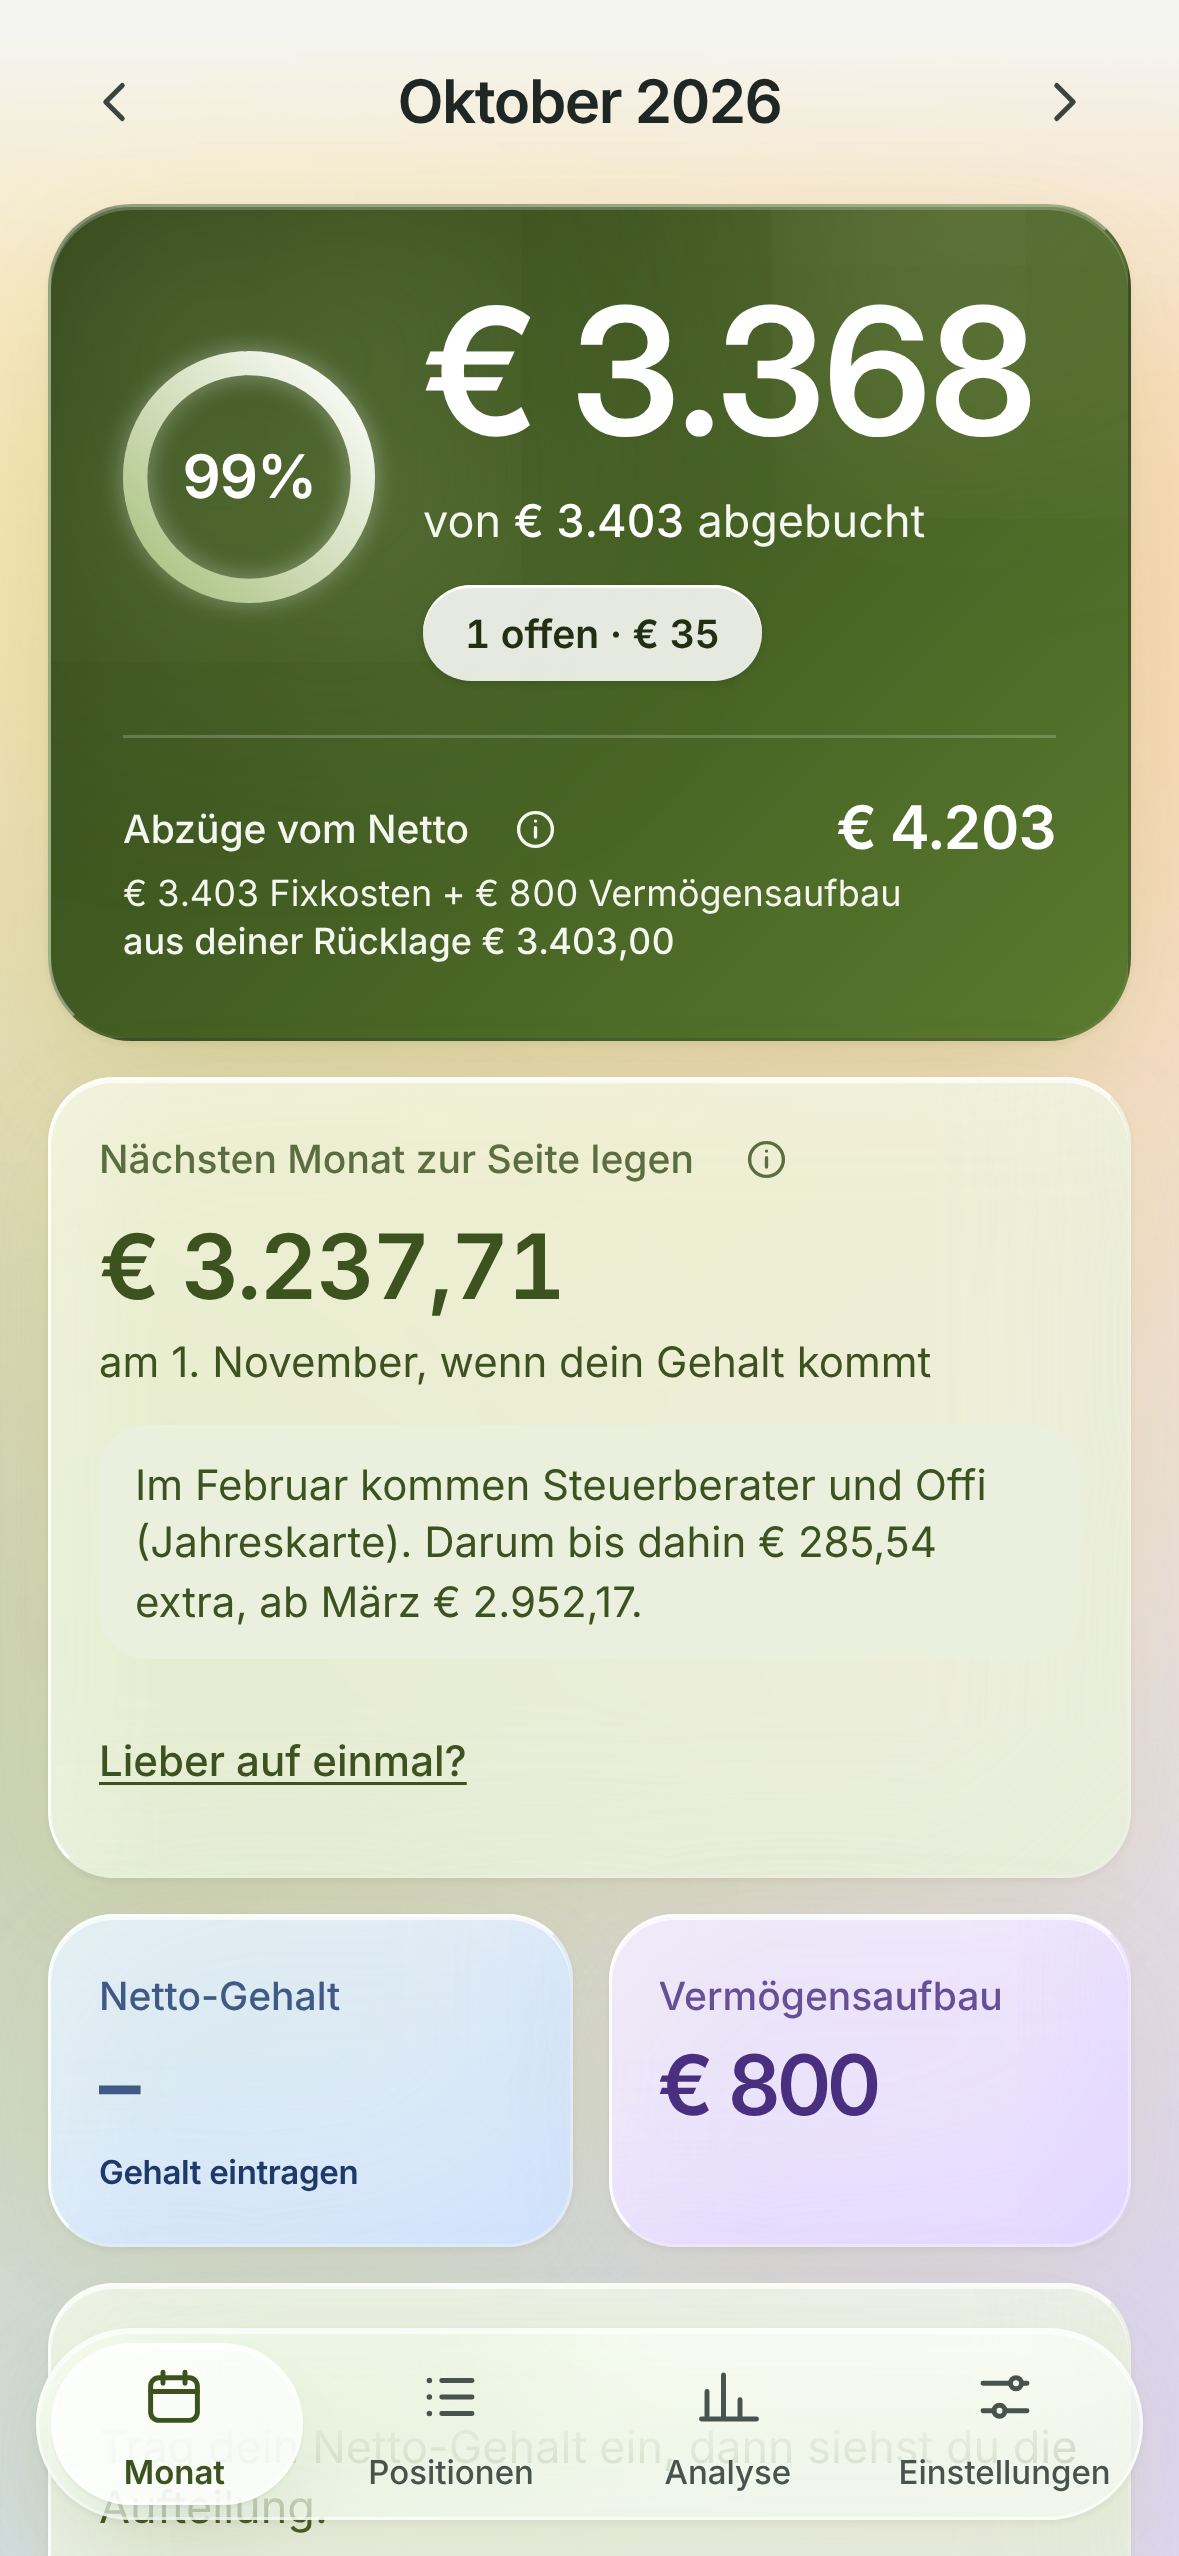 Oktober 2026
€ 3.368
99%
von € 3.403 abgebucht
1 offen · € 35
Abzüge vom Netto
€ 4.203
€ 3.403 Fixkosten + € 800 Vermögensaufbau
aus deiner Rücklage € 3.403,00
Nächsten Monat zur Seite legen
€ 3.237,71
am 1. November, wenn dein Gehalt kommt
Im Februar kommen Steuerberater und Offi
(Jahreskarte). Darum bis dahin € 285,54
extra, ab März € 2.952,17.
Lieber auf einmal?
Netto-Gehalt
–
Gehalt eintragen
Vermögensaufbau
€ 800
Trag dein Netto-Gehalt ein, dann siehst du die
Aufteilung.
Monat
Positionen
Analyse
Einstellungen